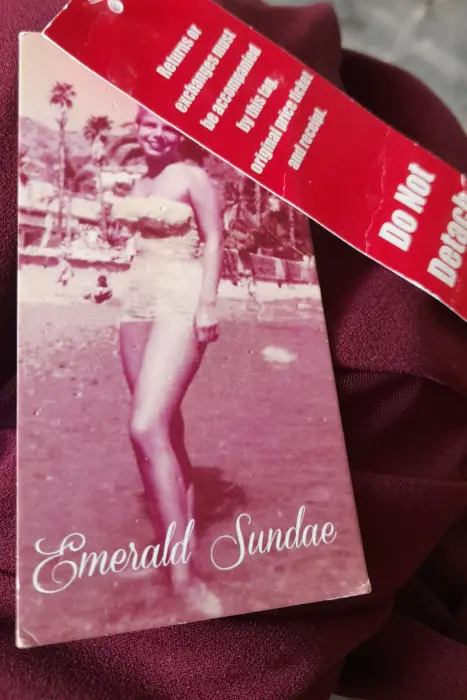 Returns or
exchanges must
be accompanied
by this tag,
Original price ticket
and receipt.
Do Not
Detach
Emerald Sundae